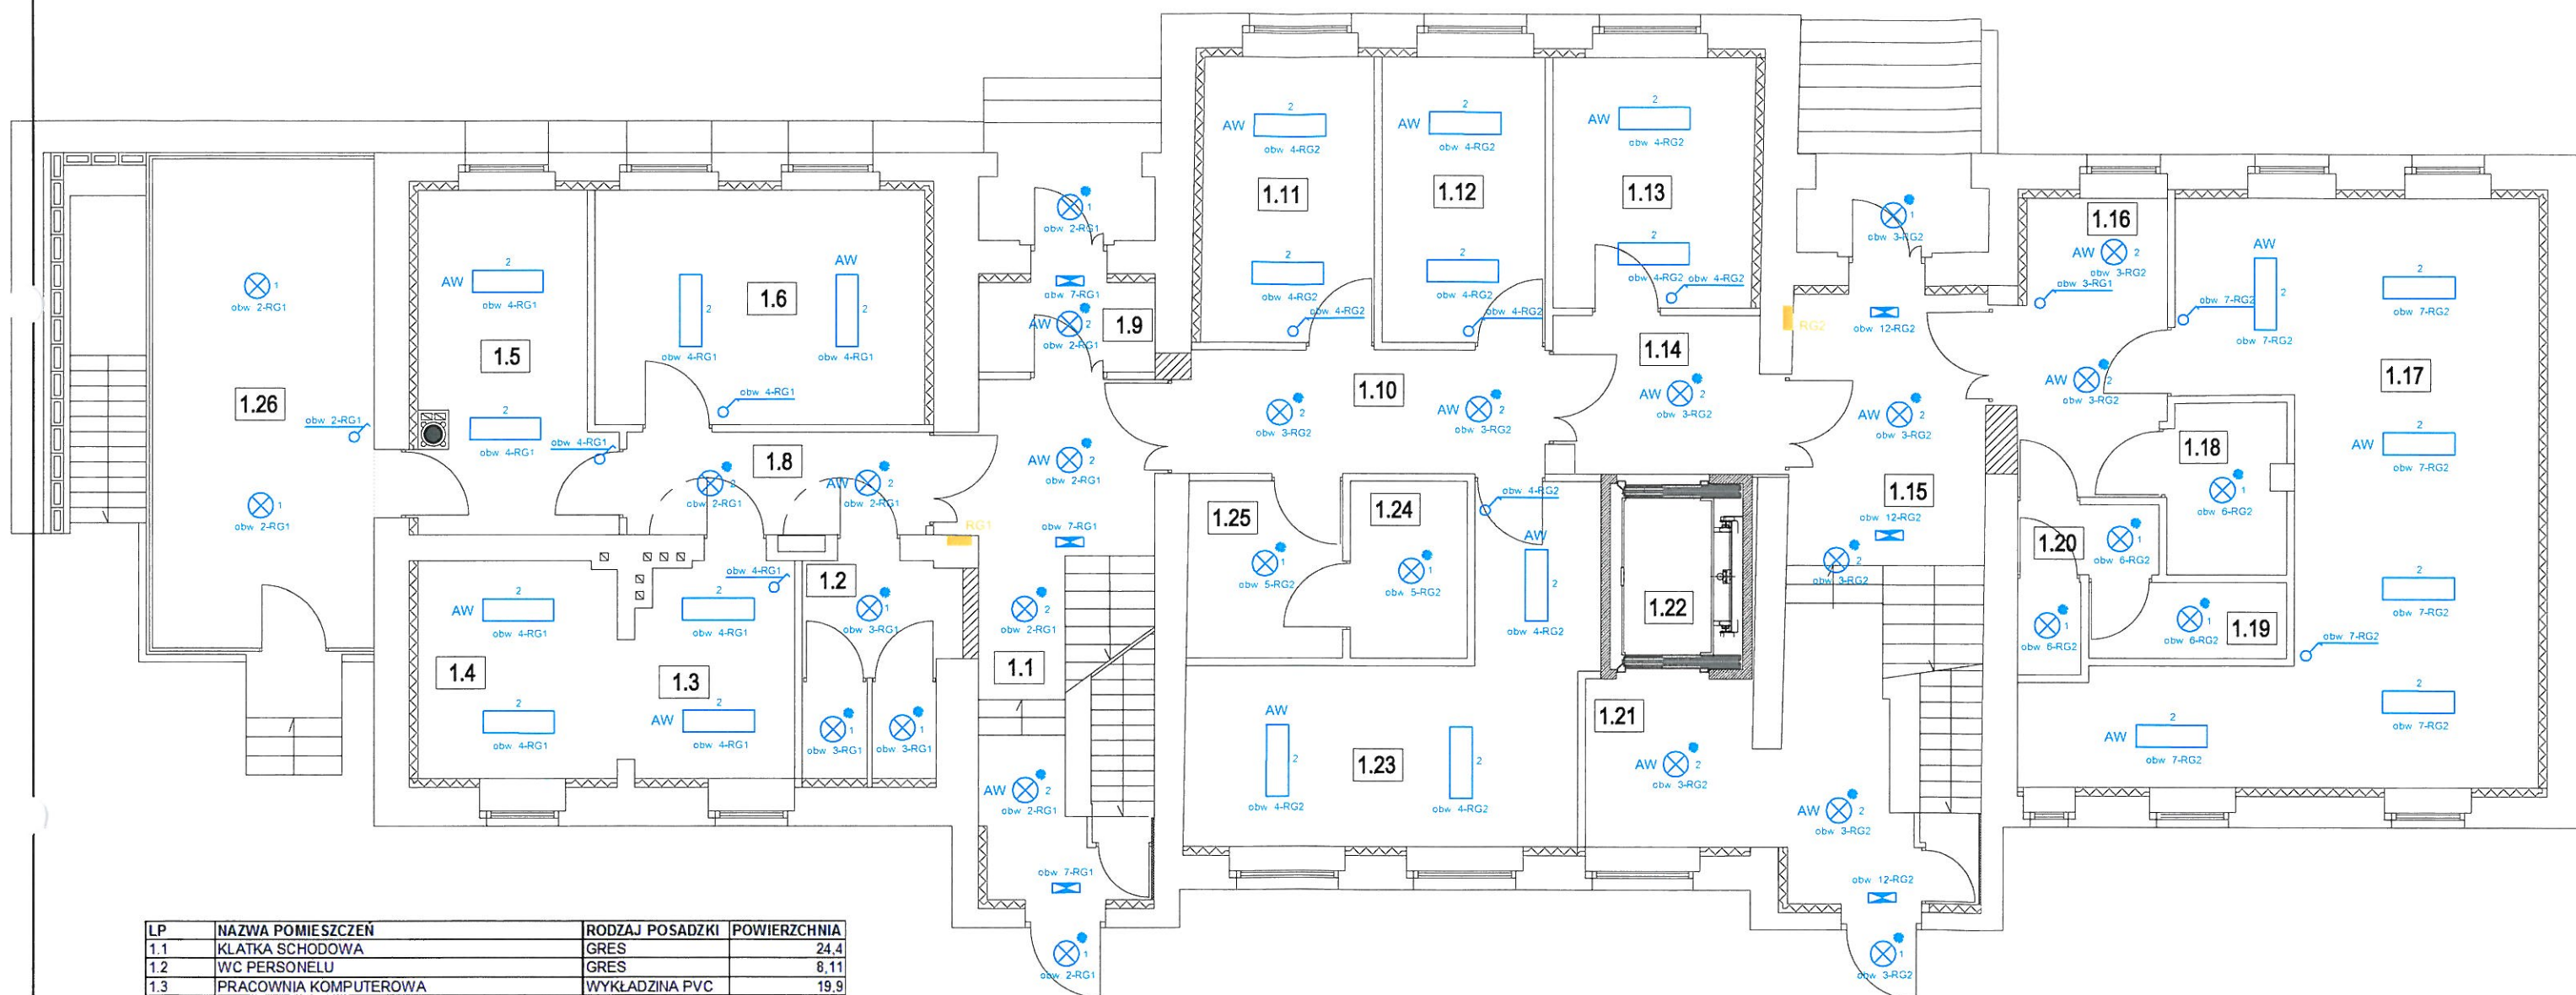 2
AW
obw 4-RG2
1.11
obw 4-RG2
obw 4-RG2
2
AW
obw 4-RG2
1.12
obw 4-RG2
obw 4-RG2
2
AW
obw 4-RG2
1.13
obw 4-RG2
obw 4-RG2
1
obw 2-RG1
obw 7-RG1
AW
2
obw 2-RG1
1.9
1
obw 3-RG2
obw 12-RG2
RG2
1.16
AW
2
obw 3-RG2
obw 3-RG1
AW
2
obw 3-RG2
obw 7-RG2
AW
2
obw 7-RG2
2
obw 7-RG2
1.17
AW
2
obw 7-RG2
2
obw 7-RG2
2
obw 7-RG2
obw 7-RG2
AW
2
obw 7-RG2
1
obw 2-RG1
1.26
obw 2-RG1
1
obw 2-RG1
2
AW
obw 4-RG1
1.5
2
obw 4-RG1
obw 4-RG1
2
obw 4-RG1
1.6
AW
2
obw 4-RG1
obw 4-RG1
1.8
2
obw 2-RG1
AW
2
obw 2-RG1
RG1
AW
2
obw 2-RG1
obw 7-RG1
2
obw 2-RG1
1.1
AW
2
obw 2-RG1
obw 7-RG1
1
obw 2-RG1
1.10
2
obw 3-RG2
AW
2
obw 3-RG2
1.14
AW
2
obw 3-RG2
AW
2
obw 3-RG2
1.15
obw 12-RG2
2
obw 3-RG2
1.18
1
obw 6-RG2
1.20
1
obw 6-RG2
1
obw 6-RG2
1
obw 6-RG2
1.19
1.25
1
obw 5-RG2
1.24
1
obw 5-RG2
obw 4-RG2
AW
2
obw 4-RG2
1.22
1.21
AW
2
obw 3-RG2
AW
2
obw 3-RG2
obw 12-RG2
1
obw 3-RG2
AW
2
obw 4-RG2
1.23
2
obw 4-RG2
2
AW
obw 4-RG1
1.4
2
obw 4-RG1
obw 4-RG1
2
obw 4-RG1
1.3
2
AW
obw 4-RG1
1.2
1
obw 3-RG1
1
obw 3-RG1
1
obw 3-RG1
LP NAZWA POMIESZCZEŃ RODZAJ POSADZKI POWIERZCHNIA
1.1 KLATKA SCHODOWA GRES 24,4
1.2 WC PERSONELU GRES 8,11
1.3 PRACOWNIA KOMPUTEROWA WYKŁADZINA PVC 19,9